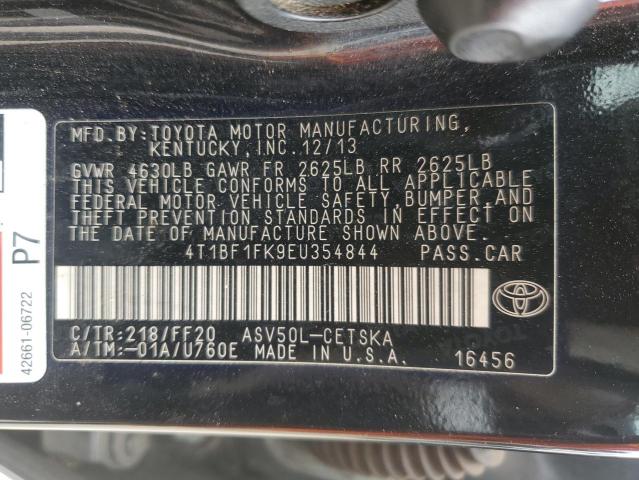 MFD.BY:TOYOTA MOTOR MANUFACTURING,
KENTUCKY,INC.12/13
GVWR 4630LB GAWR FR 2625LB RR 2625LB
THIS VEHICLE CONFORMS TO ALL APPLICABLE
FEDERAL MOTOR VEHICLE SAFETY,BUMPER,AND
THEFT PREVENTION STANDARDS IN EFFECT ON
THE DATE OF MANUFACTURE SHOWN ABOVE.
4T1BF1FK9EU354844 PASS.CAR
C/TR:218/FF20 ASV50L-CETSKA
A/TM:-01A/U760E MADE IN U.S.A.
16456
TOYOTA
P7
42661-06722